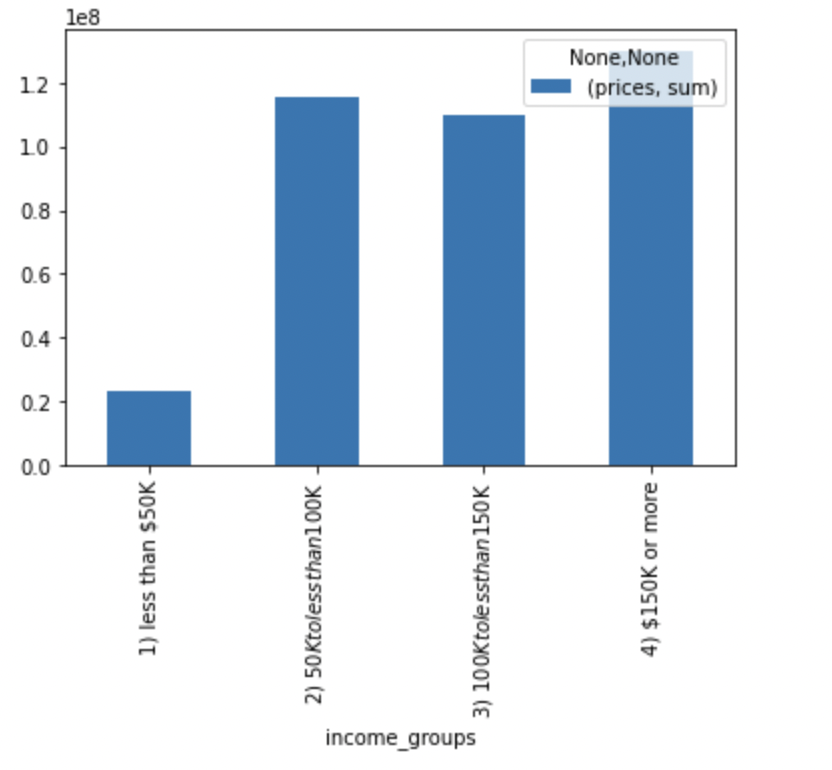 1e8
None,None
(prices, sum)
1.2
1.0
0.8
0.6
0.4
0.2
0.0
1) less than $50K
2) 50Ktolessthan100K
3) 100Ktolessthan150K
4) $150K or more
income_groups